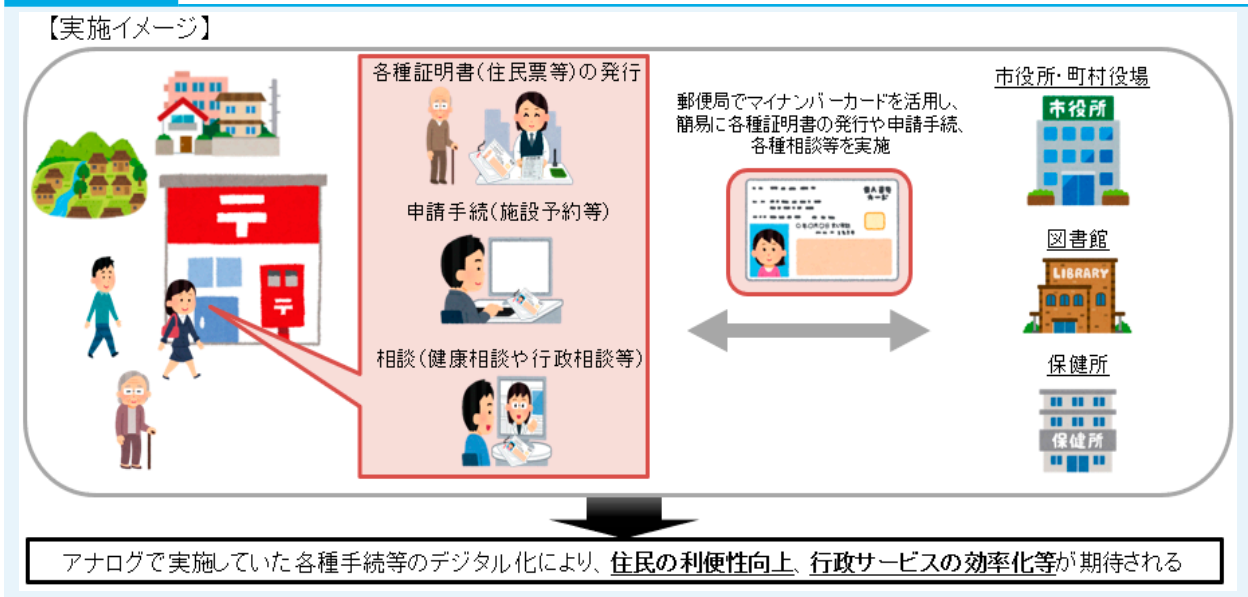 【実施イメージ】
各種証明書(住民票等)の発行
申請手続(施設予約等)
相談(健康相談や行政相談等)
郵便局でマイナンバーカードを活用し、
簡易に各種証明書の発行や申請手続、
各種相談等を実施
個人番号
カード
市役所・町村役場
市役所
図書館
LIBRARY
保健所
保健所
アナログで実施していた各種手続等のデジタル化により、住民の利便性向上、行政サービスの効率化等が期待される